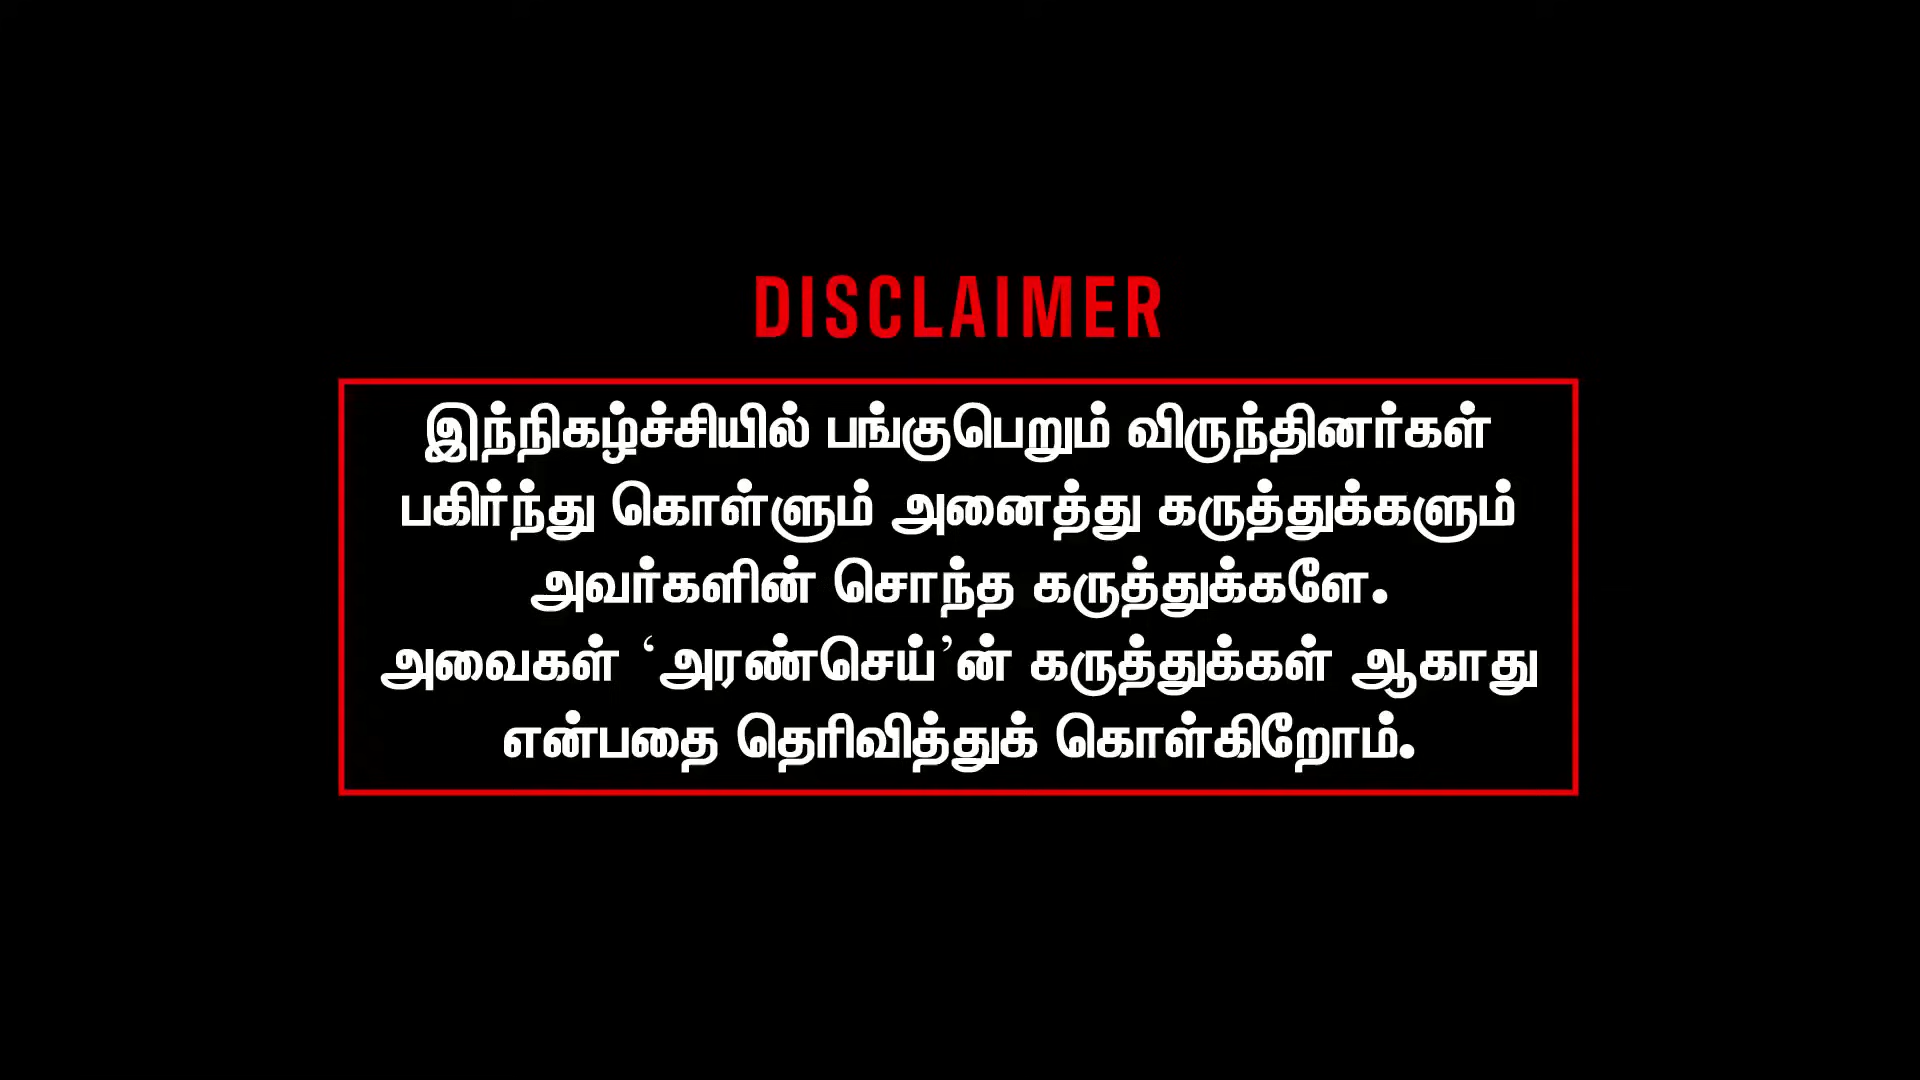 DISCLAIMER
இந்நிகழ்ச்சியில் பங்குபெறும் விருந்தினர்கள்
பகிர்ந்து கொள்ளும் அனைத்து கருத்துக்களும்
அவர்களின் சொந்த கருத்துக்களே.
அவைகள் ‘அரண்செய்’ன் கருத்துக்கள் ஆகாது
என்பதை தெரிவித்துக் கொள்கிறோம்.